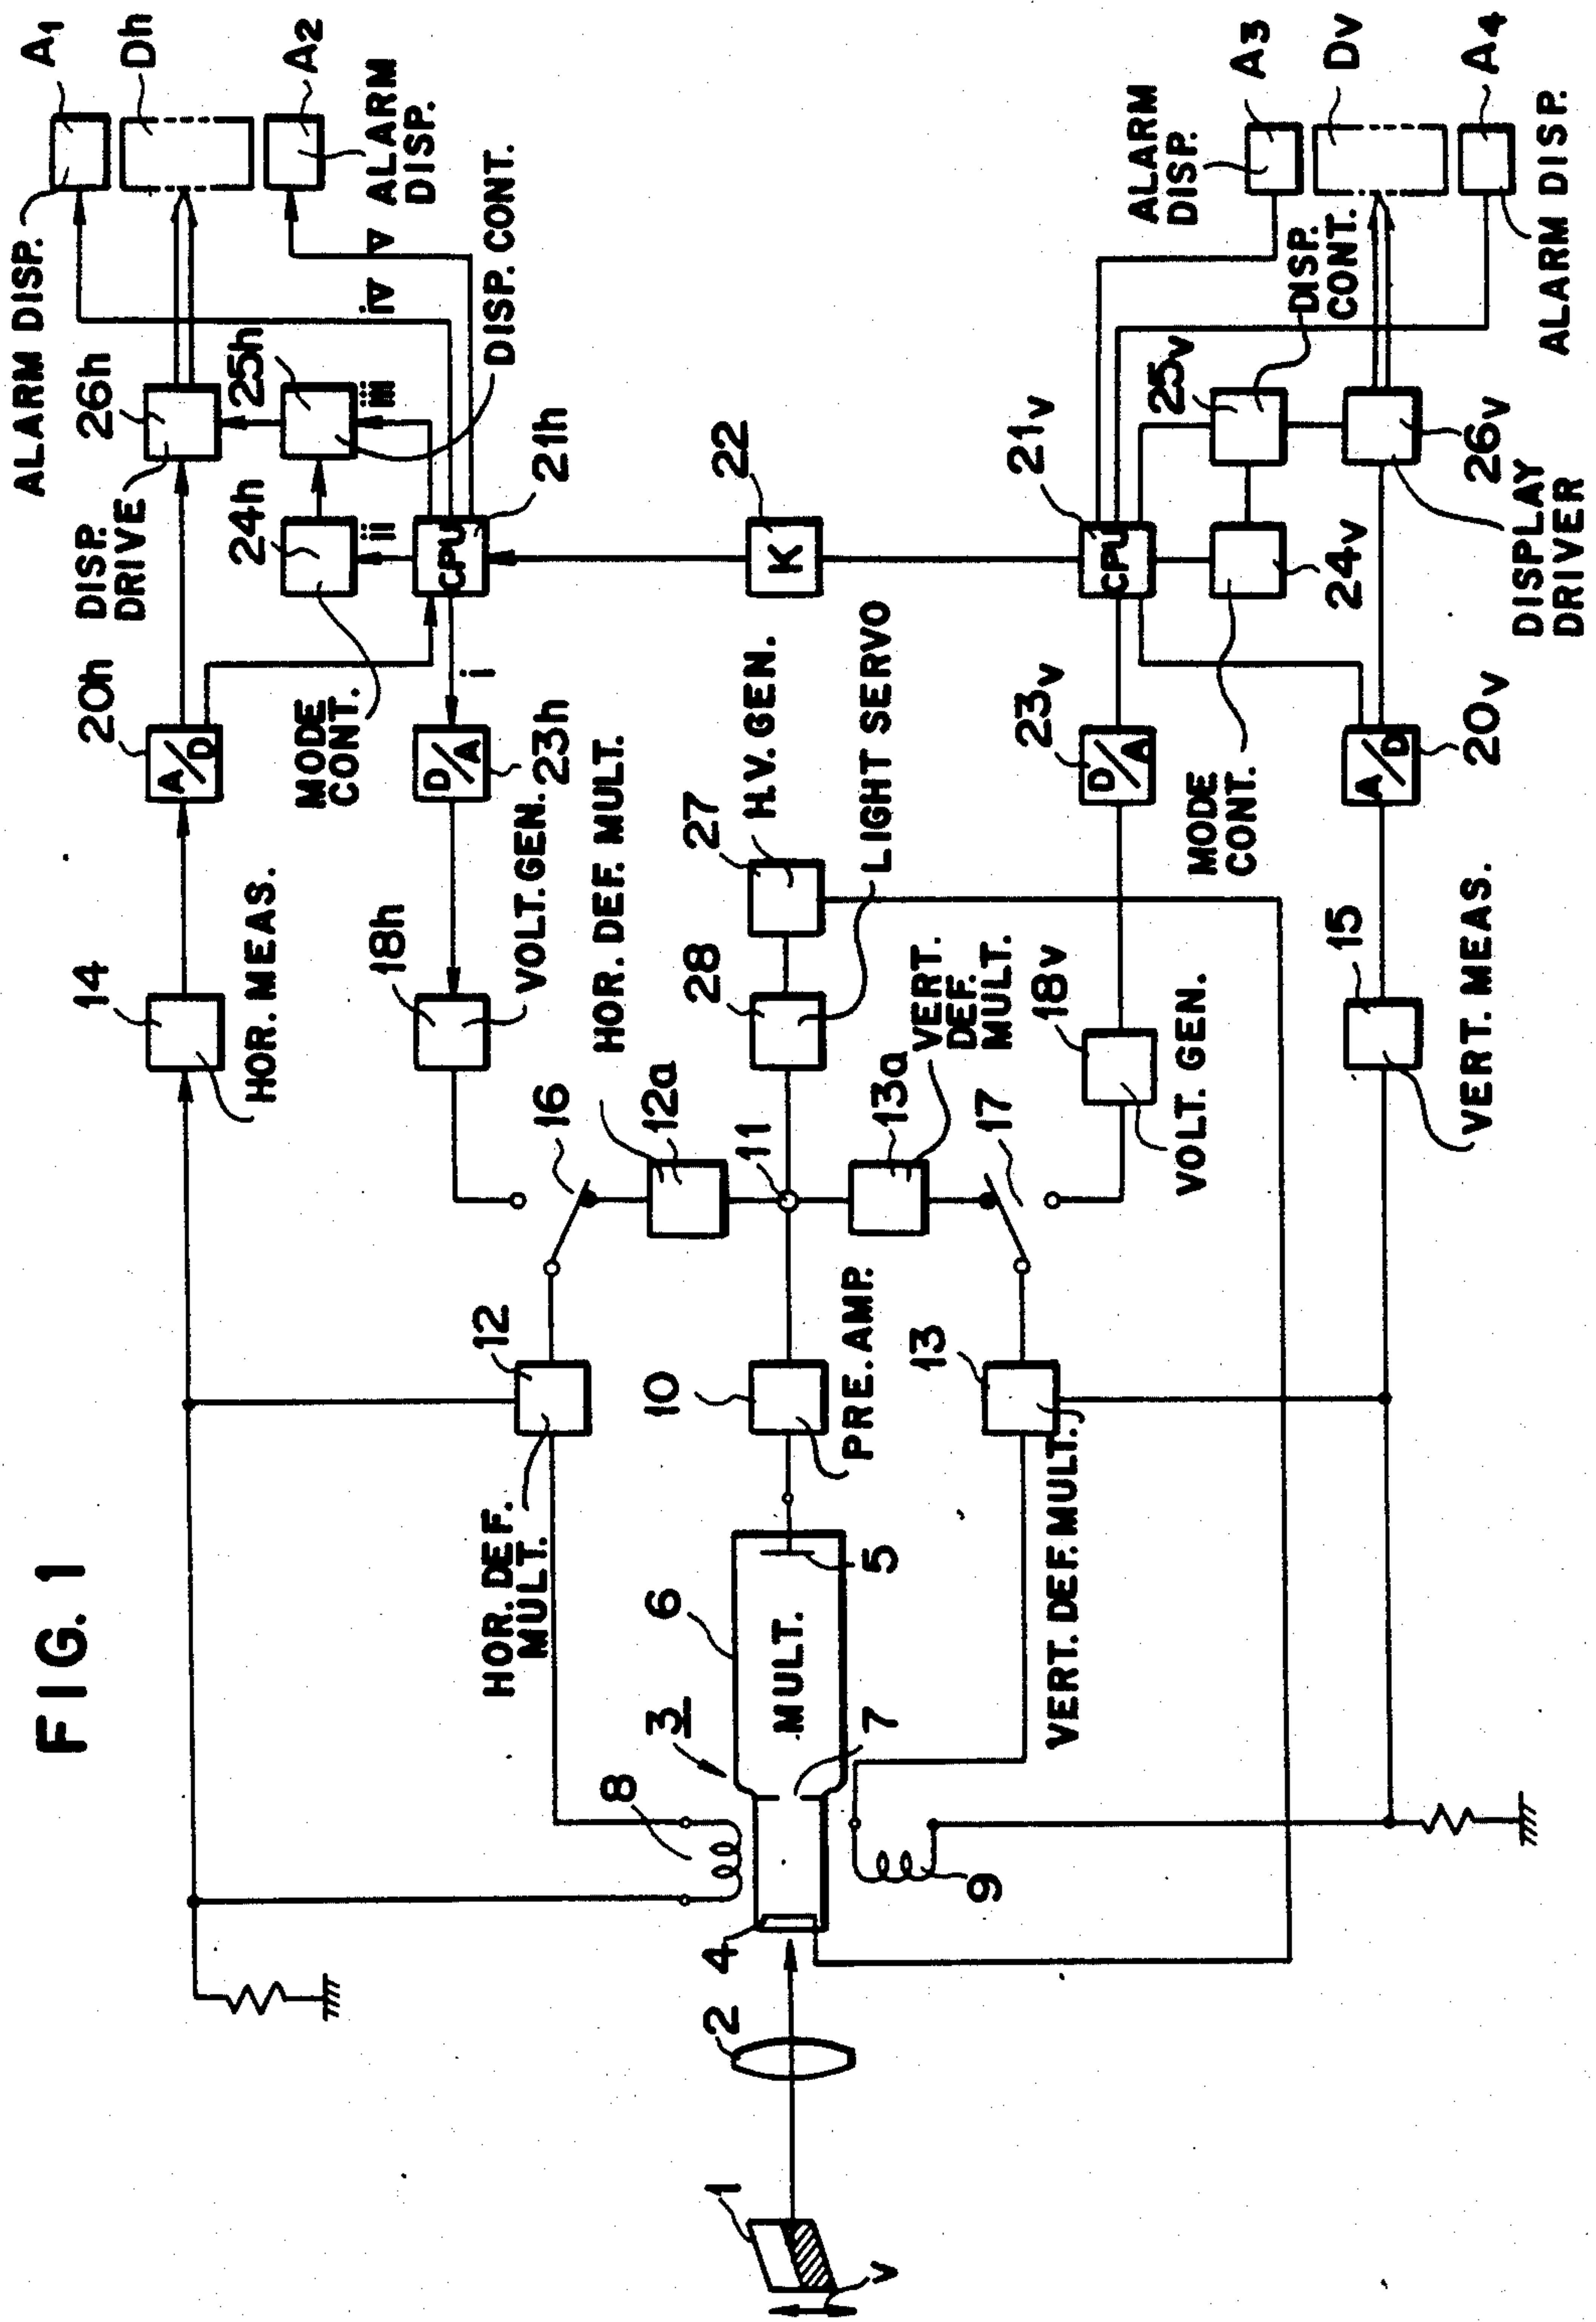 FIG. 1
ALARM DISP.
A1
Dh
A2
ALARM
DISP.
DISP. CONT.
iv
v
26h
25h
iii
DISP.
DRIVE
24h
ii
CPU
21h
20h
A/D
MODE
CONT.
i
D/A
23h
14
HOR. MEAS.
18h
VOLT. GEN.
HOR. DEF. MULT.
16
12a
11
12
HOR. DEF.
MULT.
22
K
H.V. GEN.
27
LIGHT SERVO
28
VERT.
DEF.
MULT.
13a
17
10
PRE. AMP.
13
VERT. DEF. MULT.
6
MULT.
5
3
7
8
9
4
2
1
v
ALARM
DISP.
A3
Dv
A4
ALARM DISP.
DISP.
CONT.
25v
26v
21v
CPU
24v
DISPLAY
DRIVER
23v
D/A
MODE
CONT.
20v
A/D
18v
VOLT. GEN.
15
VERT. MEAS.